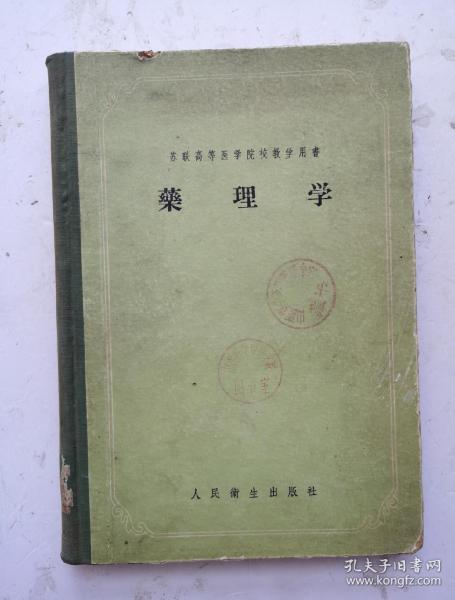 苏联高等医学院校教学用書
藥理学
人民衛生出版社
孔夫子旧书网
www.kongfz.com